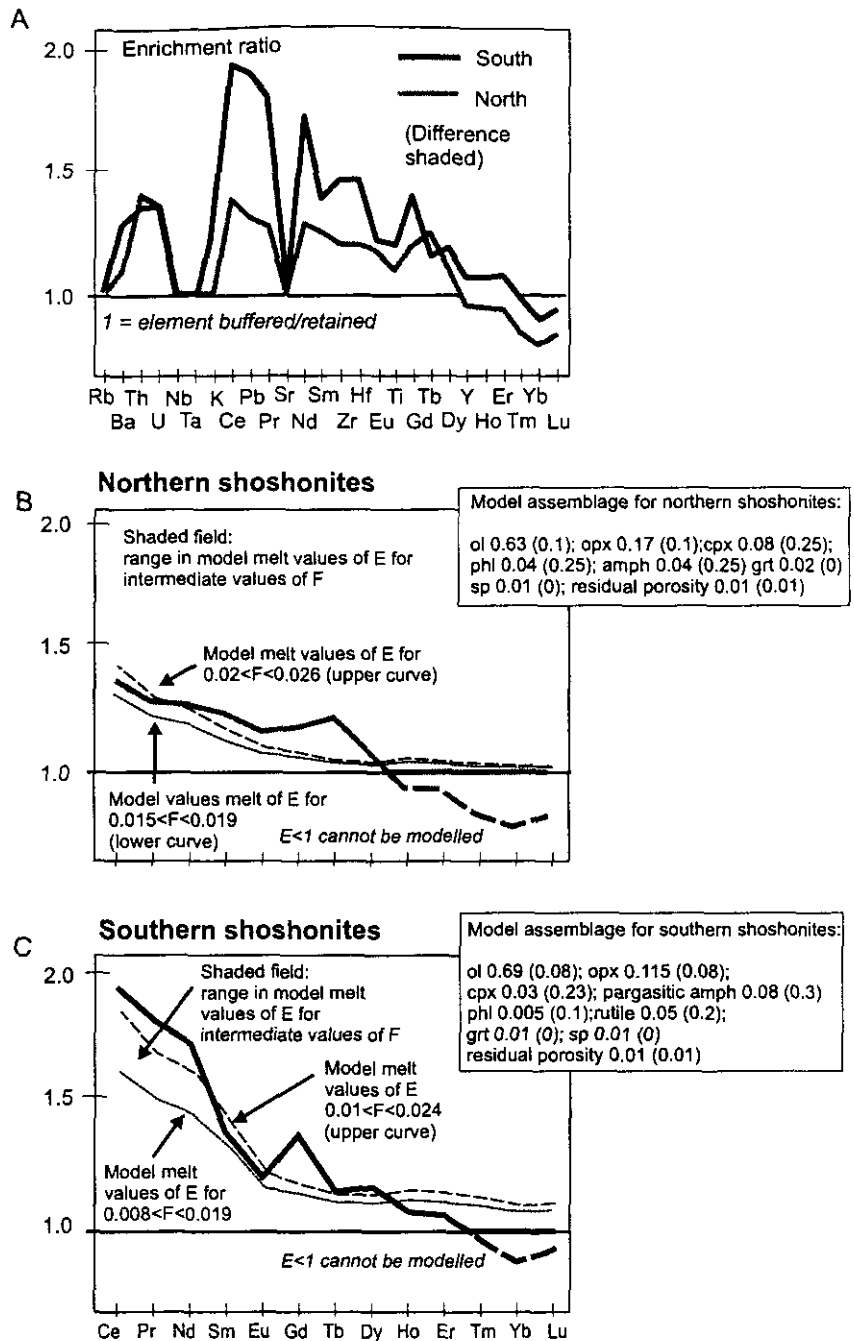 A
2.0
Enrichment ratio
South
North
(Difference
shaded)
1.5
1.0
1 = element buffered/retained
Rb Th Nb K Pb Sr Sm Hf Ti Tb Y Er Yb
Ba U Ta Ce Pr Nd Zr Eu Gd Dy Ho Tm Lu
Northern shoshonites
B
2.0
Shaded field:
range in model melt values of E for
intermediate values of F
Model assemblage for northern shoshonites:
ol 0.63 (0.1); opx 0.17 (0.1);cpx 0.08 (0.25);
phl 0.04 (0.25); amph 0.04 (0.25) grt 0.02 (0)
sp 0.01 (0); residual porosity 0.01 (0.01)
1.5
Model melt values of E for
0.02<F<0.026 (upper curve)
1.0
Model values melt of E for
0.015<F<0.019
(lower curve)
E<1 cannot be modelled
Southern shoshonites
C
2.0
Shaded field:
range in model melt
values of E for
intermediate values of F
Model assemblage for southern shoshonites:
ol 0.69 (0.08); opx 0.115 (0.08);
cpx 0.03 (0.23); pargasitic amph 0.08 (0.3)
phl 0.005 (0.1);rutile 0.05 (0.2);
grt 0.01 (0); sp 0.01 (0)
residual porosity 0.01 (0.01)
1.5
Model melt
values of E
0.01<F<0.024
(upper curve)
Model melt
values of E for
0.008<F<0.019
1.0
E<1 cannot be modelled
Ce Pr Nd Sm Eu Gd Tb Dy Ho Er Tm Yb Lu